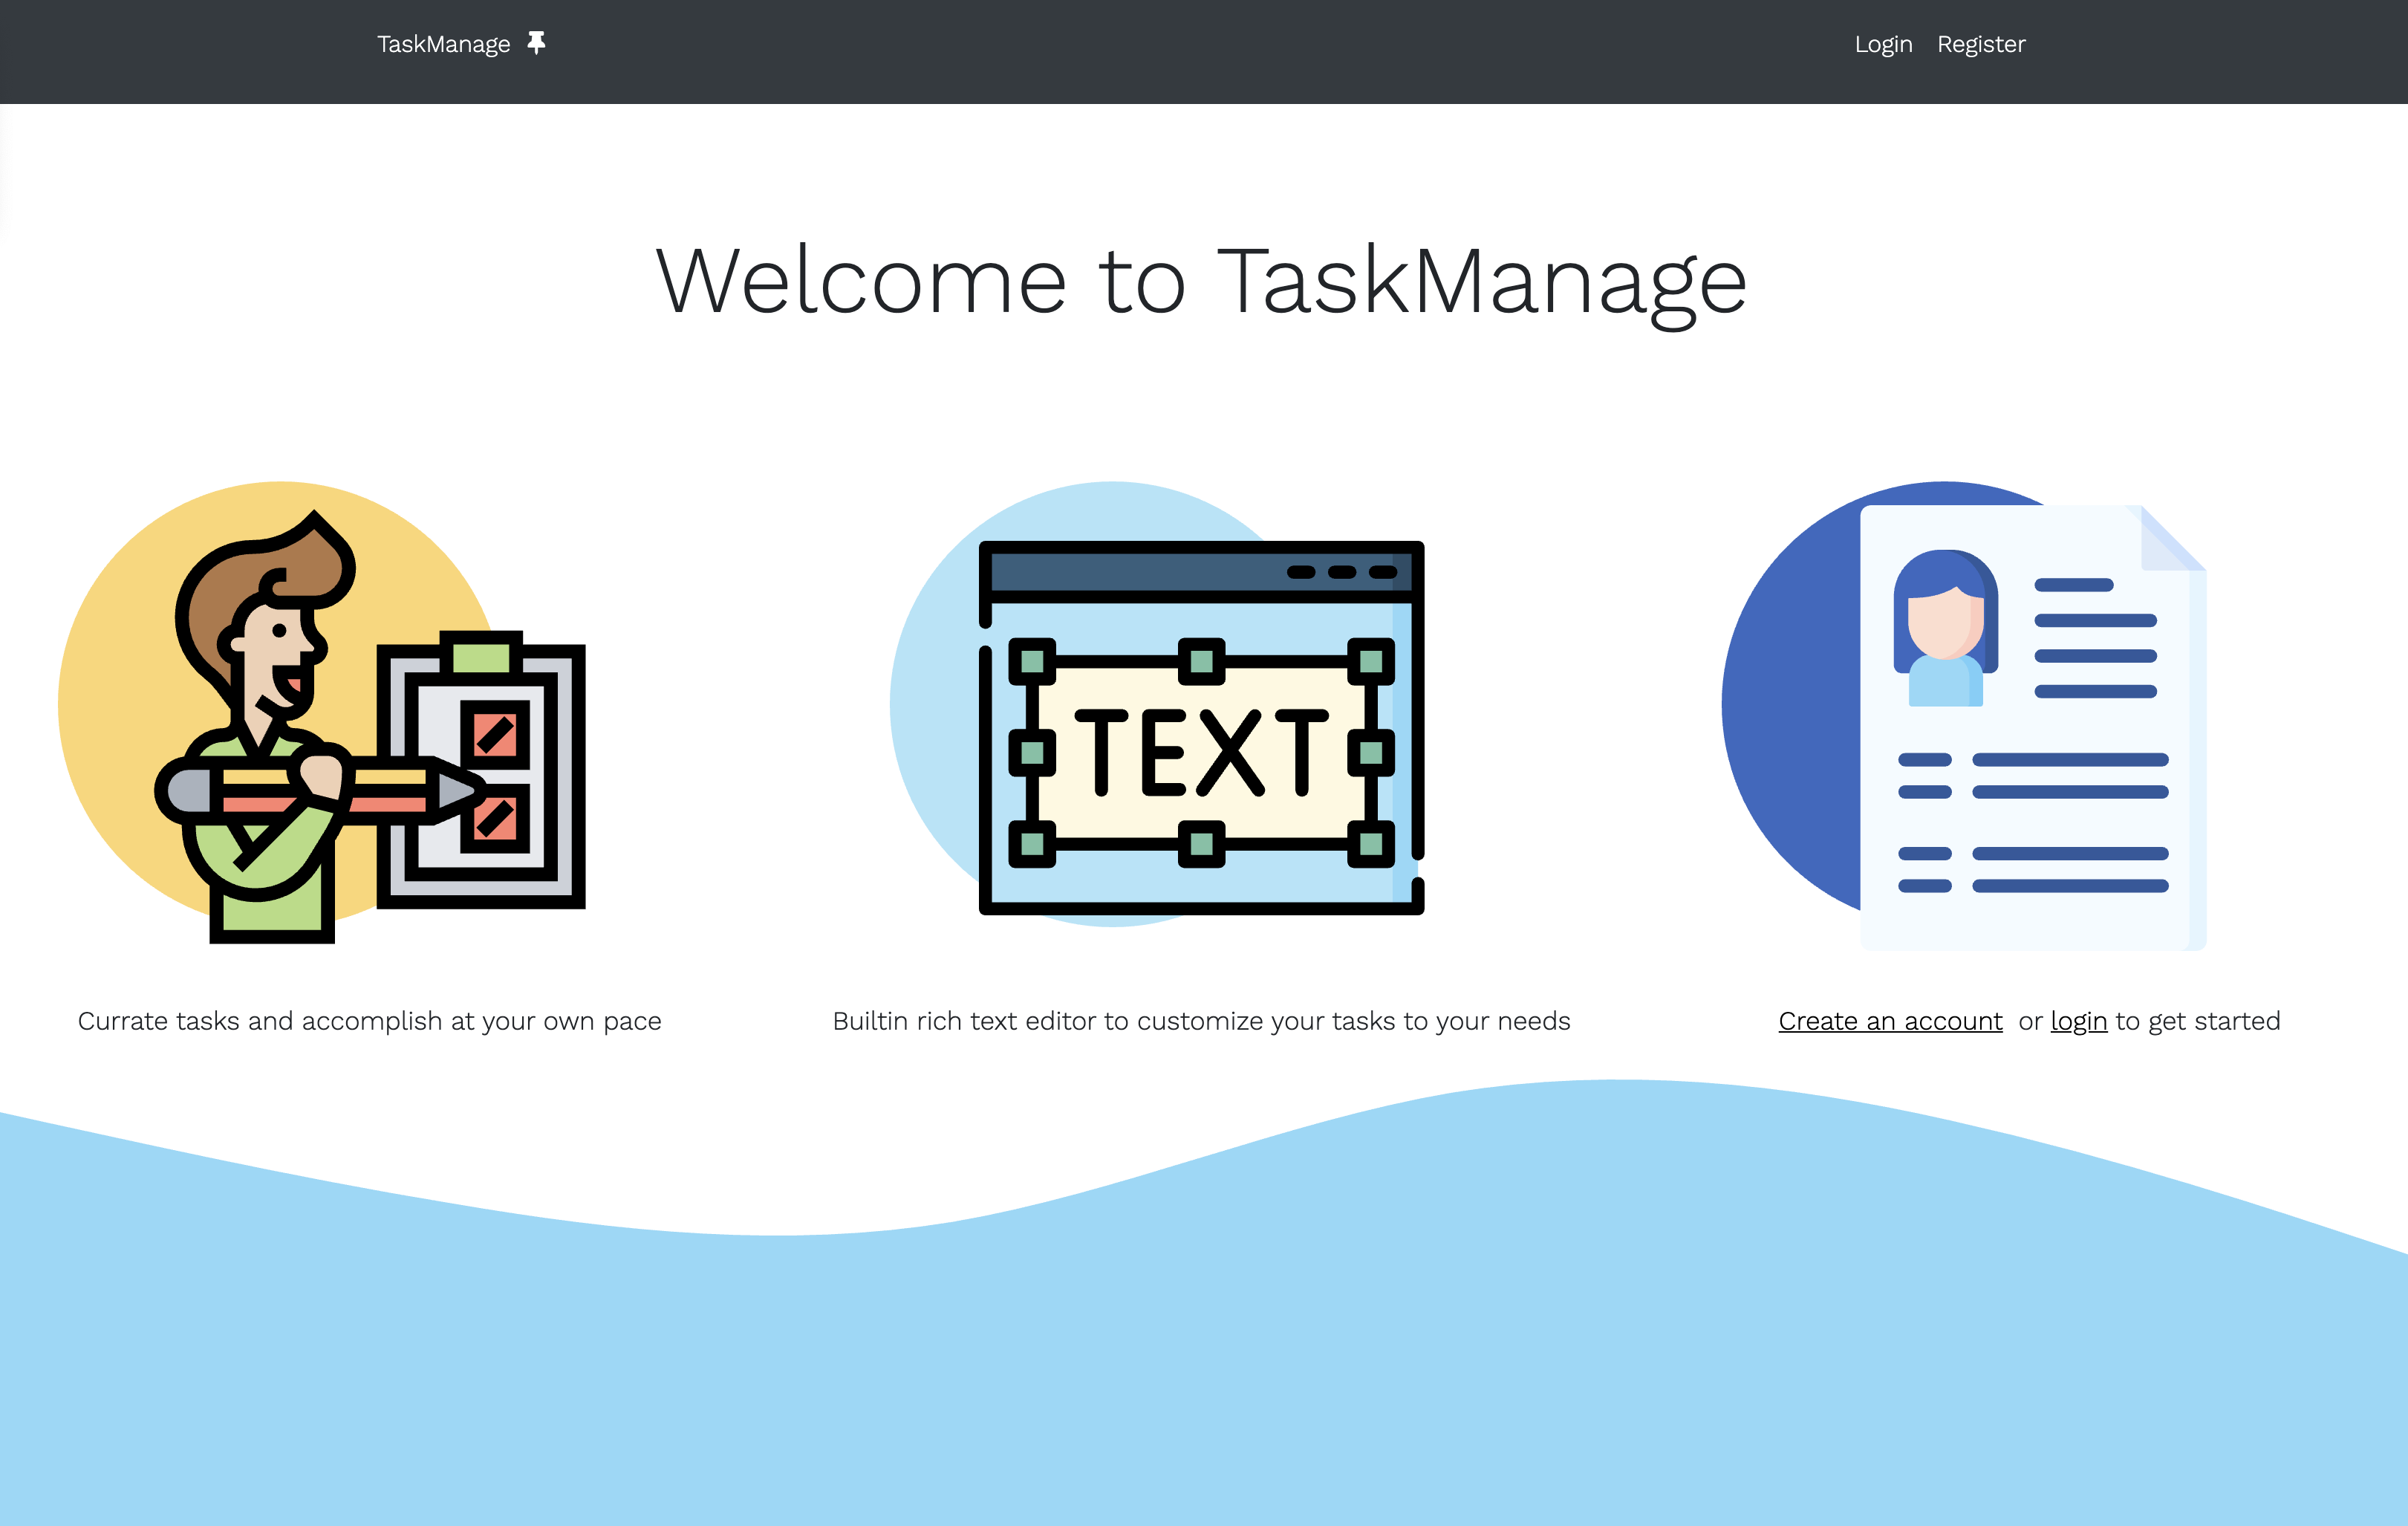 TaskManage
Login Register
Welcome to TaskManage
TEXT
Currate tasks and accomplish at your own pace
Builtin rich text editor to customize your tasks to your needs
Create an account or login to get started